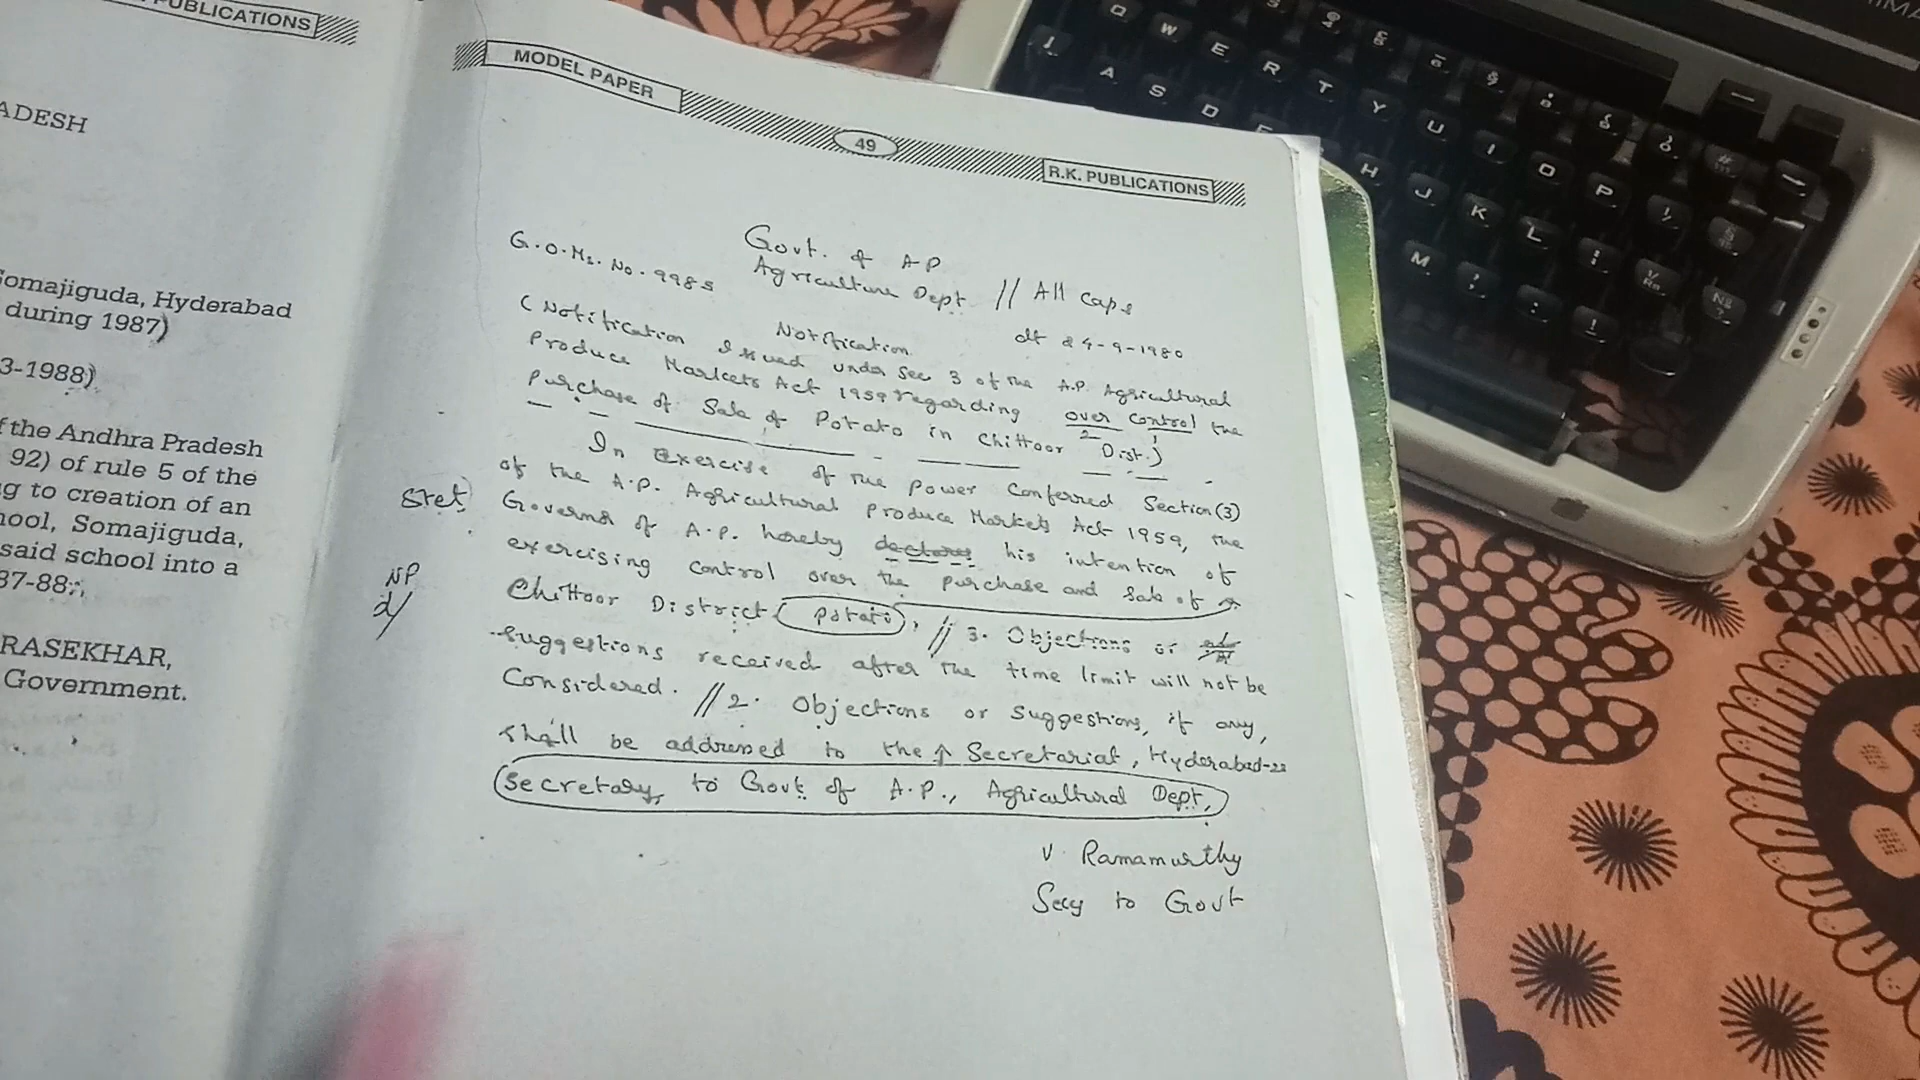 PUBLICATIONS
ADESH
Somajiguda, Hyderabad
during 1987)
3-1988)
f the Andhra Pradesh
92) of rule 5 of the
g to creation of an
hool, Somajiguda,
said school into a
87-88;,
RASEKHAR,
Government.
MODEL PAPER
49
R.K. PUBLICATIONS
Govt. of AP
G.O.Ms. No. 9985
Agriculture Dept // All Caps
Notification dt 24-9-1980
(Notification Issued under Sec 3 of the A.P. Agricultural
Produce Markets Act 1959 regarding over control the
Purchase of Sale of Potato in Chittoor Dist.)
2 1
In Exercise of the Power Conferred Section (3)
of the A.P. Agricultural Produce Markets Act 1959, the
Stet
Governor of A.P. hereby declares his intention of
exercising control over the purchase and sale of
NP
Chittoor District potato, // 3. Objections or
Suggestions received after the time limit will not be
Considered. // 2. Objections or suggestions, if any,
shall be addressed to the Secretariat, Hyderabad-22
Secretary, to Govt of A.P., Agricultural Dept,
V. Ramamurthy
Secy to Govt
Q W E R T Y U I O P
A S D F H J K L
M